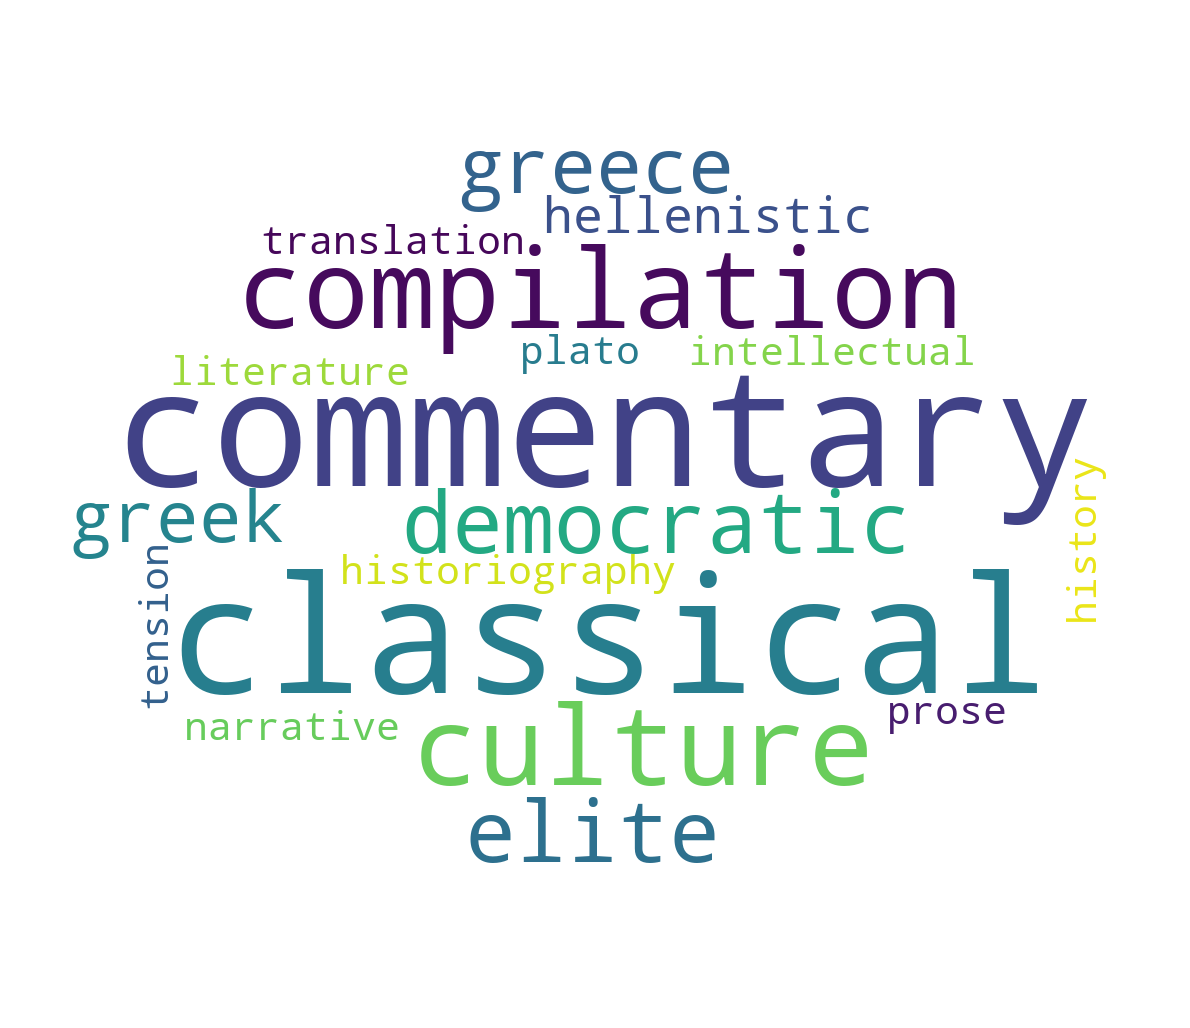 greece
hellenistic
translation
compilation
plato
intellectual
literature
commentary
greek
democratic
history
historiography
tension
classical
narrative
prose
culture
elite